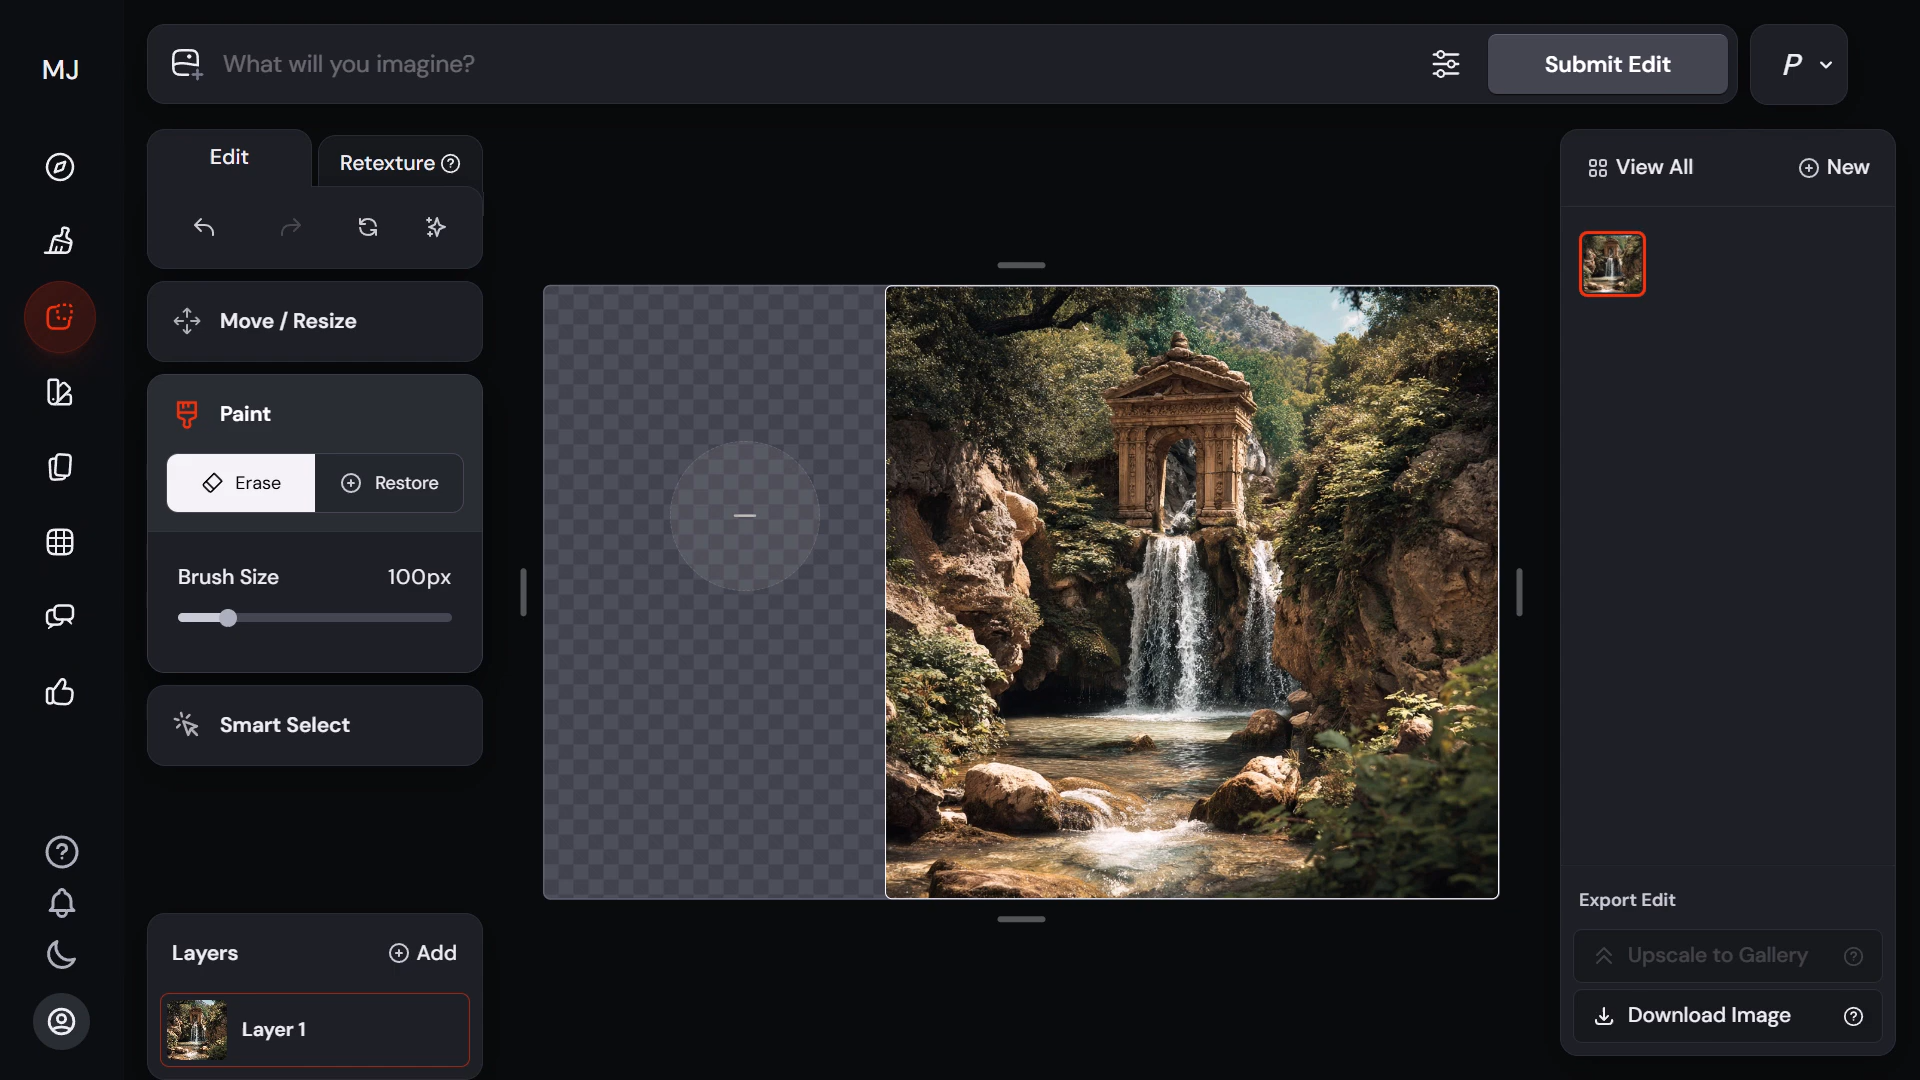 MJ
What will you imagine?
Submit Edit
P
Edit
Retexture
Move / Resize
Paint
Erase
Restore
Brush Size
100px
Smart Select
Layers
Add
Layer 1
View All
New
Export Edit
Upscale to Gallery
Download Image